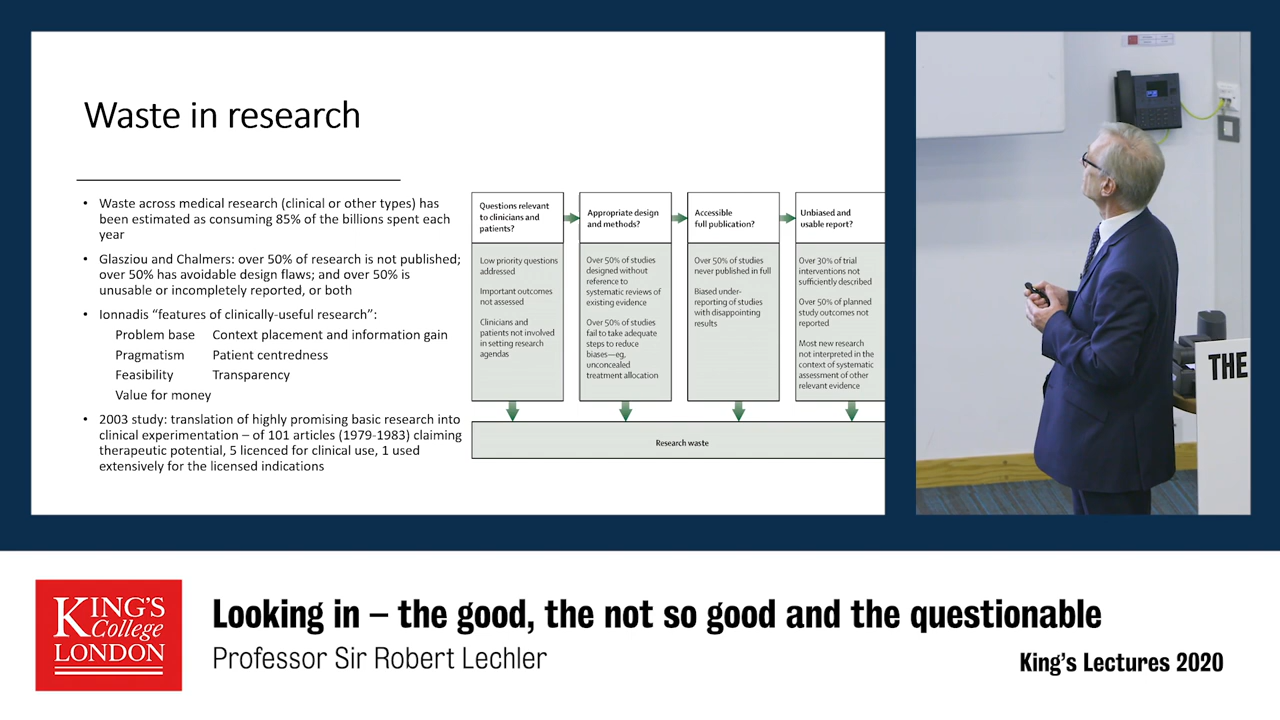 Waste in research
• Waste across medical research (clinical or other types) has
been estimated as consuming 85% of the billions spent each
year
• Glasziou and Chalmers: over 50% of research is not published;
over 50% has avoidable design flaws; and over 50% is
unusable or incompletely reported, or both
• Ionnadis “features of clinically-useful research”:
Problem base Context placement and information gain
Pragmatism Patient centredness
Feasibility Transparency
Value for money
• 2003 study: translation of highly promising basic research into
clinical experimentation – of 101 articles (1979-1983) claiming
therapeutic potential, 5 licenced for clinical use, 1 used
extensively for the licensed indications
Questions relevant
to clinicians and
patients?
Low priority questions
addressed
Important outcomes
not assessed
Clinicians and
patients not involved
in setting research
agendas
Appropriate design
and methods?
Over 50% of studies
designed without
reference to
systematic reviews of
existing evidence
Over 50% of studies
fail to take adequate
steps to reduce
biases—eg,
unconcealed
treatment allocation
Accessible
full publication?
Over 50% of studies
never published in full
Biased under-
reporting of studies
with disappointing
results
Unbiased and
usable report?
Over 30% of trial
interventions not
sufficiently described
Over 50% of planned
study outcomes not
reported
Most new research
not interpreted in the
context of systematic
assessment of other
relevant evidence
Research waste
THE
KING'S
College
LONDON
Looking in – the good, the not so good and the questionable
Professor Sir Robert Lechler
King's Lectures 2020